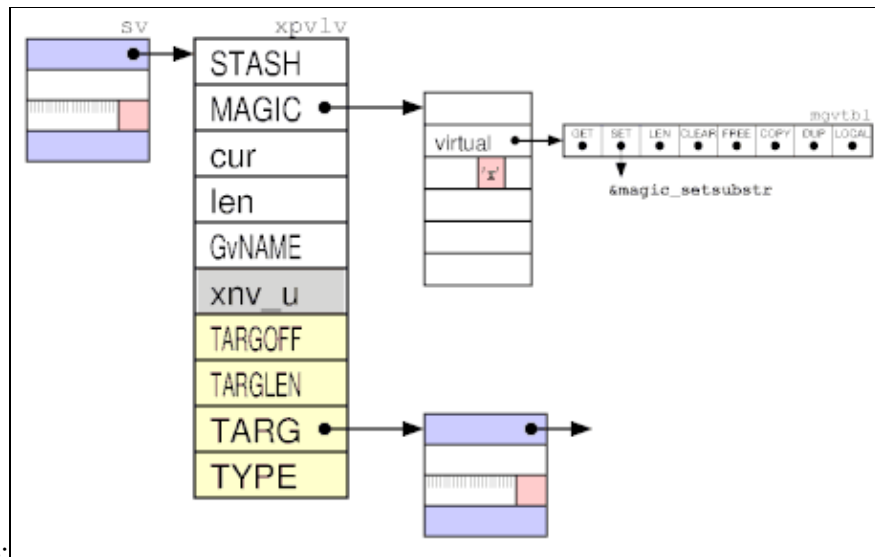 sv
xpvlv
STASH
MAGIC
cur
len
GvNAME
xnv_u
TARGOFF
TARGLEN
TARG
TYPE
virtual
'x'
mgvtbl
GET SET LEN CLEAR FREE COPY DUP LOCAL
&magic_setsubstr
.